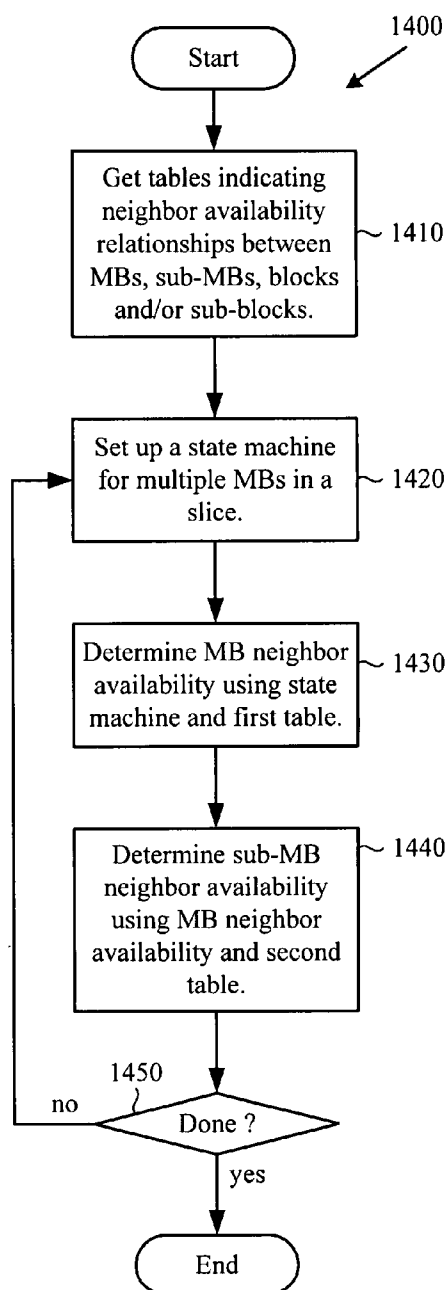 1400
Start
Get tables indicating
neighbor availability
relationships between
MBs, sub-MBs, blocks
and/or sub-blocks.
1410
Set up a state machine
for multiple MBs in a
slice.
1420
Determine MB neighbor
availability using state
machine and first table.
1430
Determine sub-MB
neighbor availability
using MB neighbor
availability and second
table.
1440
1450
no
Done ?
yes
End